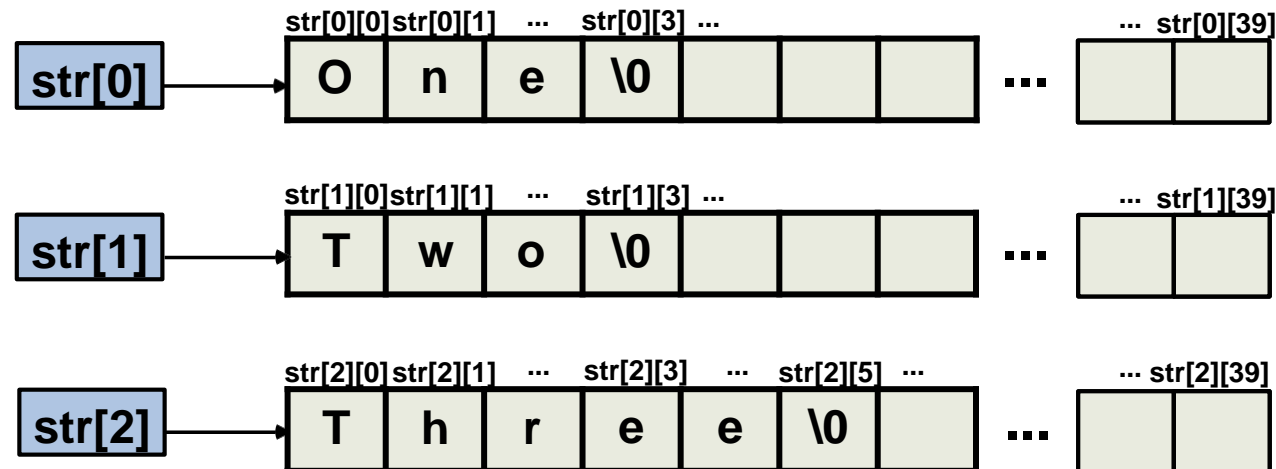 str[0][0] str[0][1] ... str[0][3] ... ... str[0][39]
str[0] O n e \0 ...
str[1][0] str[1][1] ... str[1][3] ... ... str[1][39]
str[1] T w o \0 ...
str[2][0] str[2][1] ... str[2][3] ... str[2][5] ... ... str[2][39]
str[2] T h r e e \0 ...